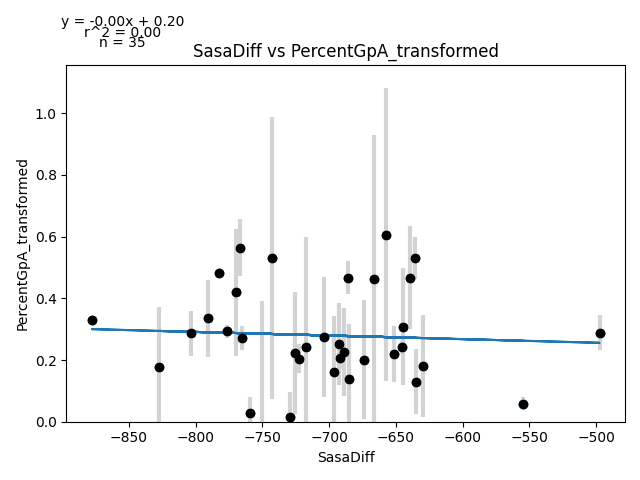 y = -0.00x + 0.20
r^2 = 0.00
n = 35
SasaDiff vs PercentGpA_transformed
PercentGpA_transformed
1.0
0.8
0.6
0.4
0.2
0.0
−850
−800
−750
−700
−650
−600
−550
−500
SasaDiff